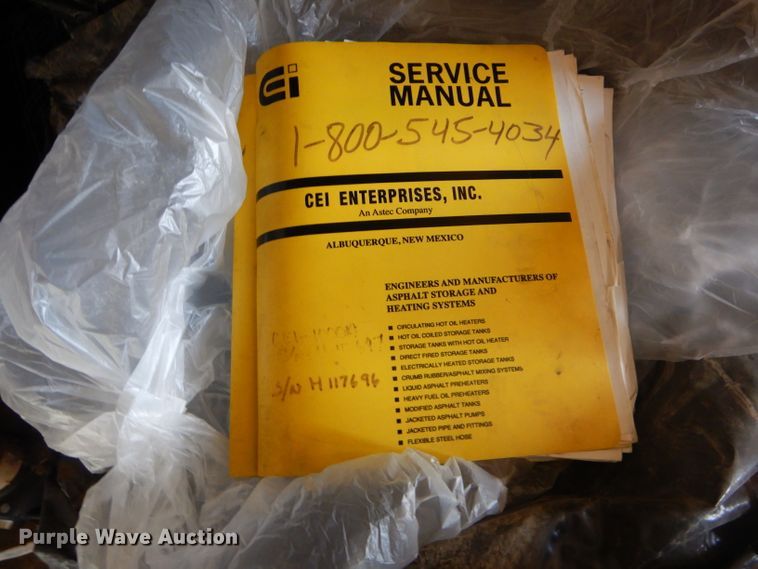 CEi
SERVICE
MANUAL
1-800-545-4034
CEI ENTERPRISES, INC.
An Astec Company
ALBUQUERQUE, NEW MEXICO
ENGINEERS AND MANUFACTURERS OF
ASPHALT STORAGE AND
HEATING SYSTEMS
■ CIRCULATING HOT OIL HEATERS
■ HOT OIL COILED STORAGE TANKS
■ STORAGE TANKS WITH HOT OIL HEATER
■ DIRECT FIRED STORAGE TANKS
■ ELECTRICALLY HEATED STORAGE TANKS
■ CRUMB RUBBER/ASPHALT MIXING SYSTEMS
■ LIQUID ASPHALT PREHEATERS
■ HEAVY FUEL OIL PREHEATERS
■ MODIFIED ASPHALT TANKS
■ JACKETED ASPHALT PUMPS
■ JACKETED PIPE AND FITTINGS
■ FLEXIBLE STEEL HOSE
S/N H117696
Purple Wave Auction